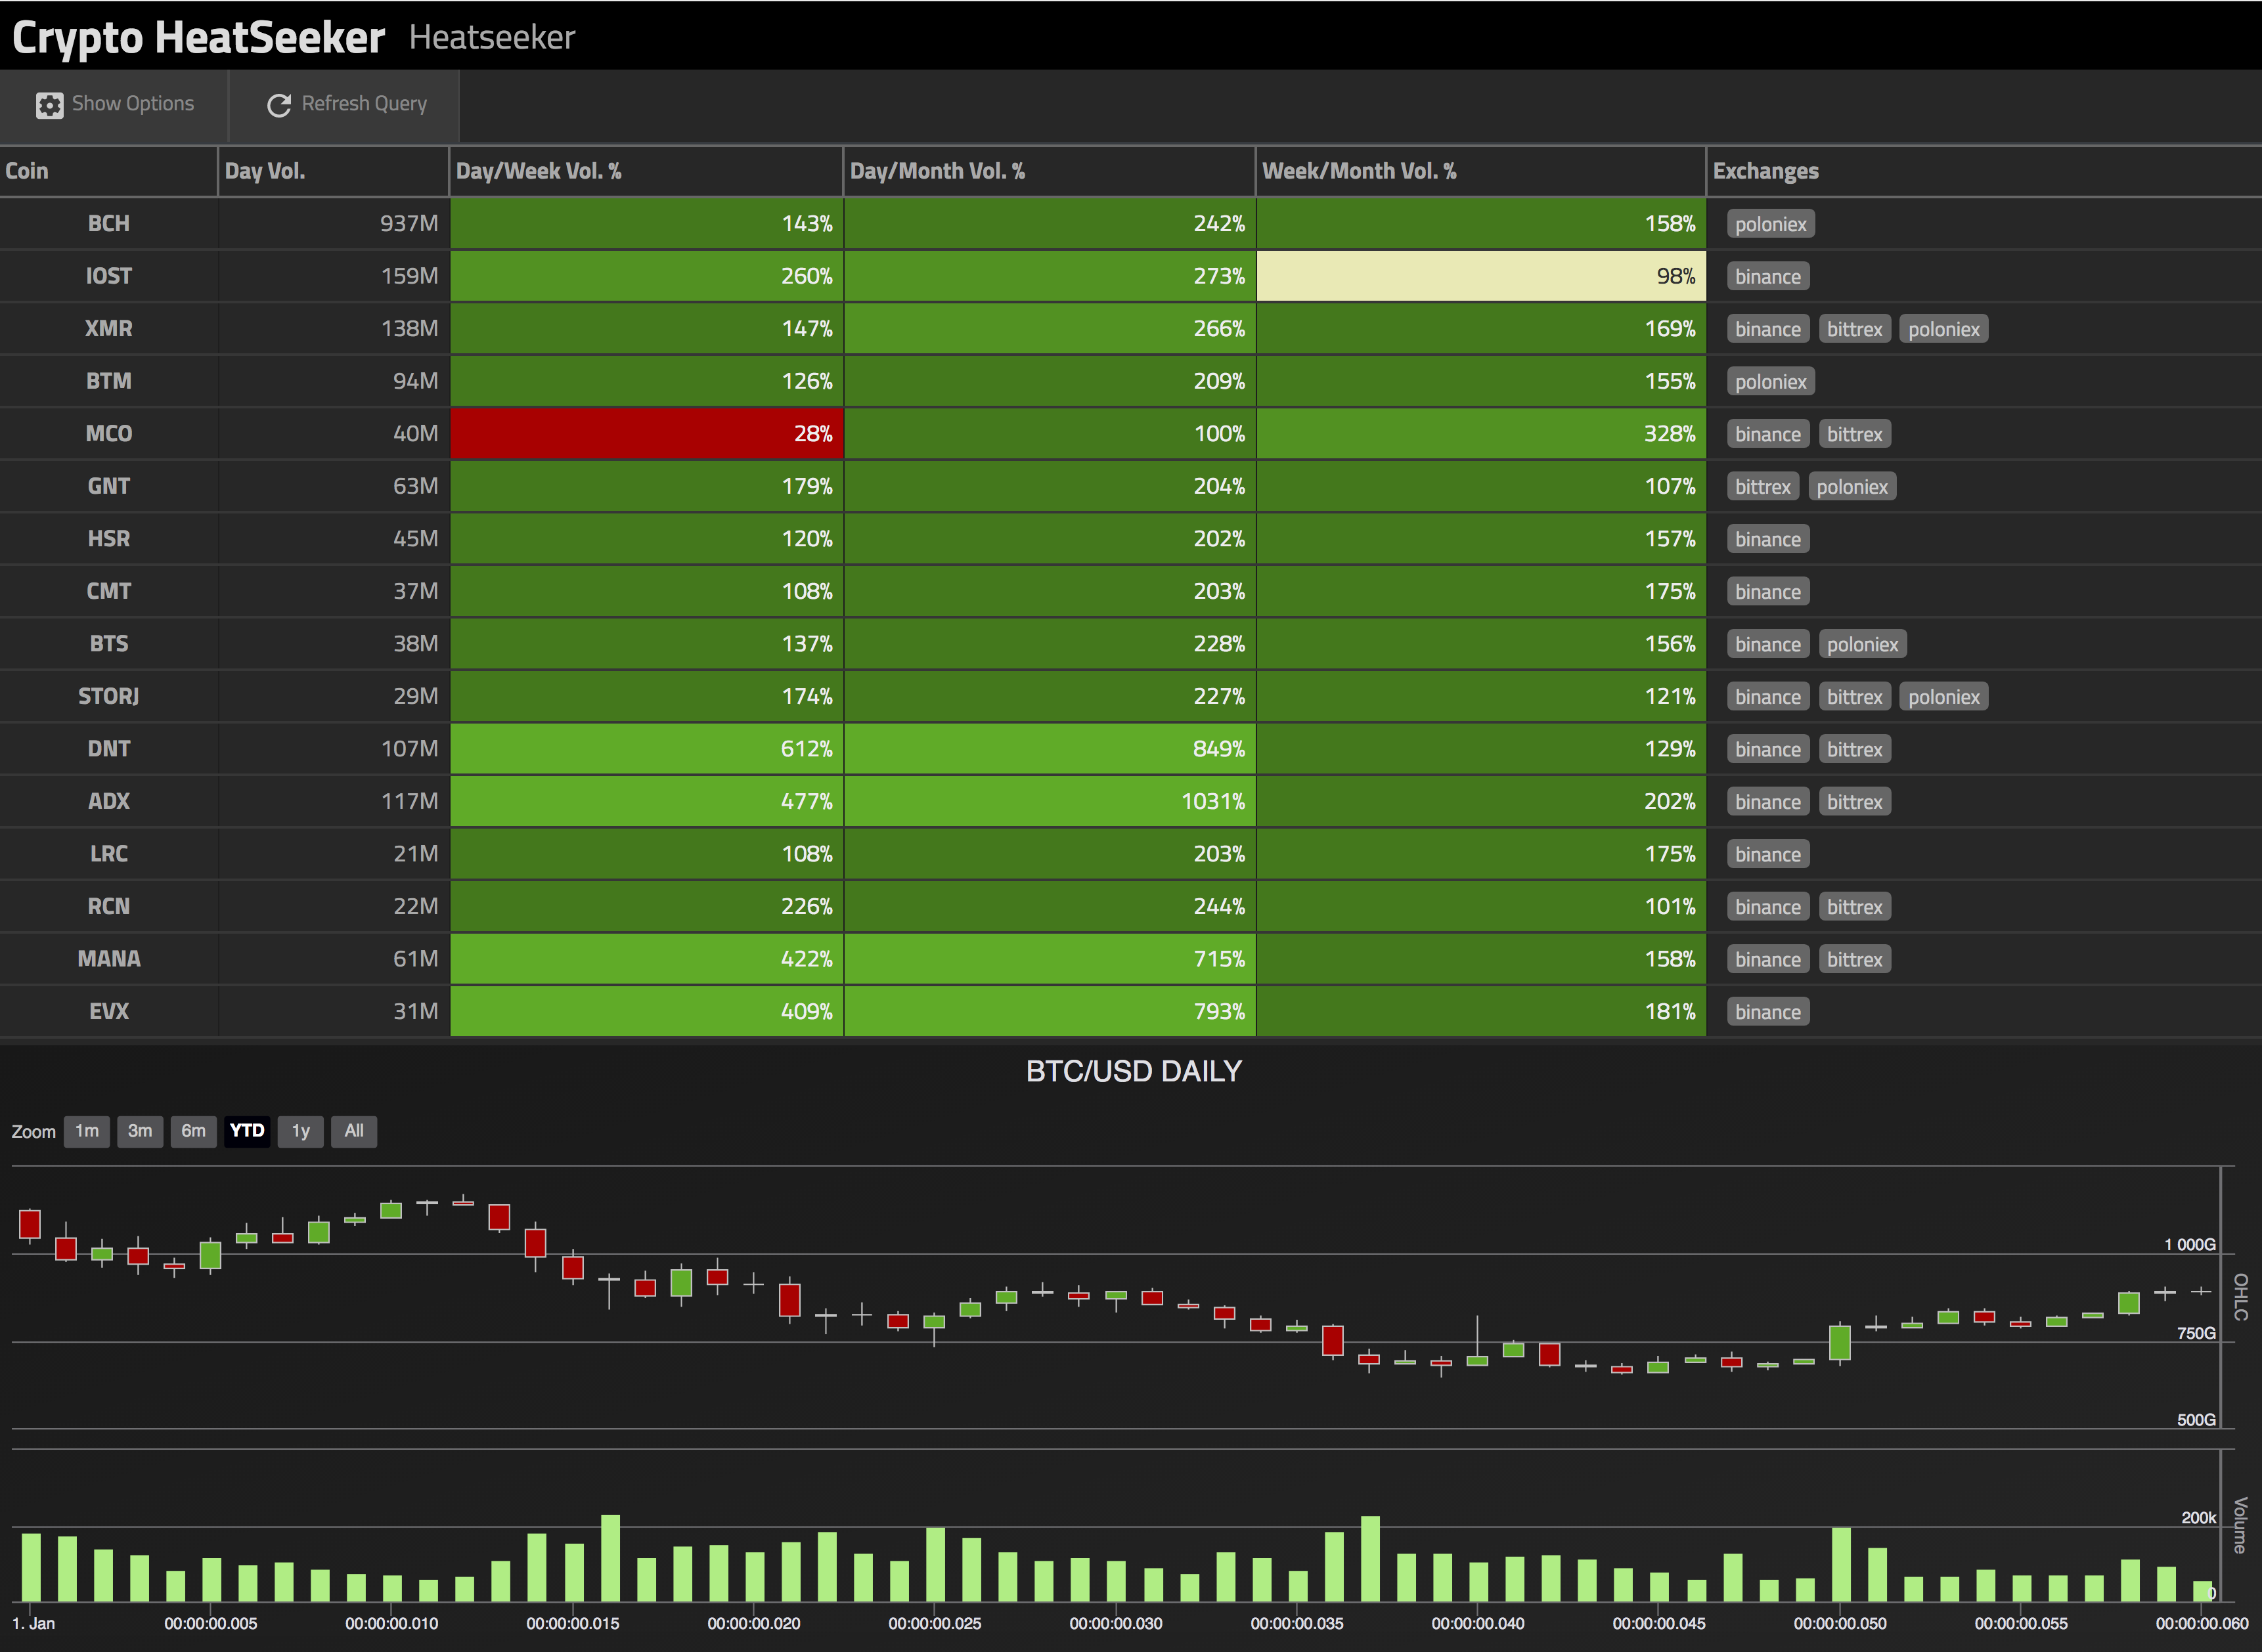 Crypto HeatSeeker Heatseeker
Show Options Refresh Query
Coin Day Vol. Day/Week Vol. % Day/Month Vol. % Week/Month Vol. % Exchanges
BCH 937M 143% 242% 158% poloniex
IOST 159M 260% 273% 98% binance
XMR 138M 147% 266% 169% binance bittrex poloniex
BTM 94M 126% 209% 155% poloniex
MCO 40M 28% 100% 328% binance bittrex
GNT 63M 179% 204% 107% bittrex poloniex
HSR 45M 120% 202% 157% binance
CMT 37M 108% 203% 175% binance
BTS 38M 137% 228% 156% binance poloniex
STORJ 29M 174% 227% 121% binance bittrex poloniex
DNT 107M 612% 849% 129% binance bittrex
ADX 117M 477% 1031% 202% binance bittrex
LRC 21M 108% 203% 175% binance
RCN 22M 226% 244% 101% binance bittrex
MANA 61M 422% 715% 158% binance bittrex
EVX 31M 409% 793% 181% binance
BTC/USD DAILY
Zoom 1m 3m 6m YTD 1y All
1 000G
OHLC
750G
500G
200k
Volume
0
1. Jan 00:00:00.005 00:00:00.010 00:00:00.015 00:00:00.020 00:00:00.025 00:00:00.030 00:00:00.035 00:00:00.040 00:00:00.045 00:00:00.050 00:00:00.055 00:00:00.060